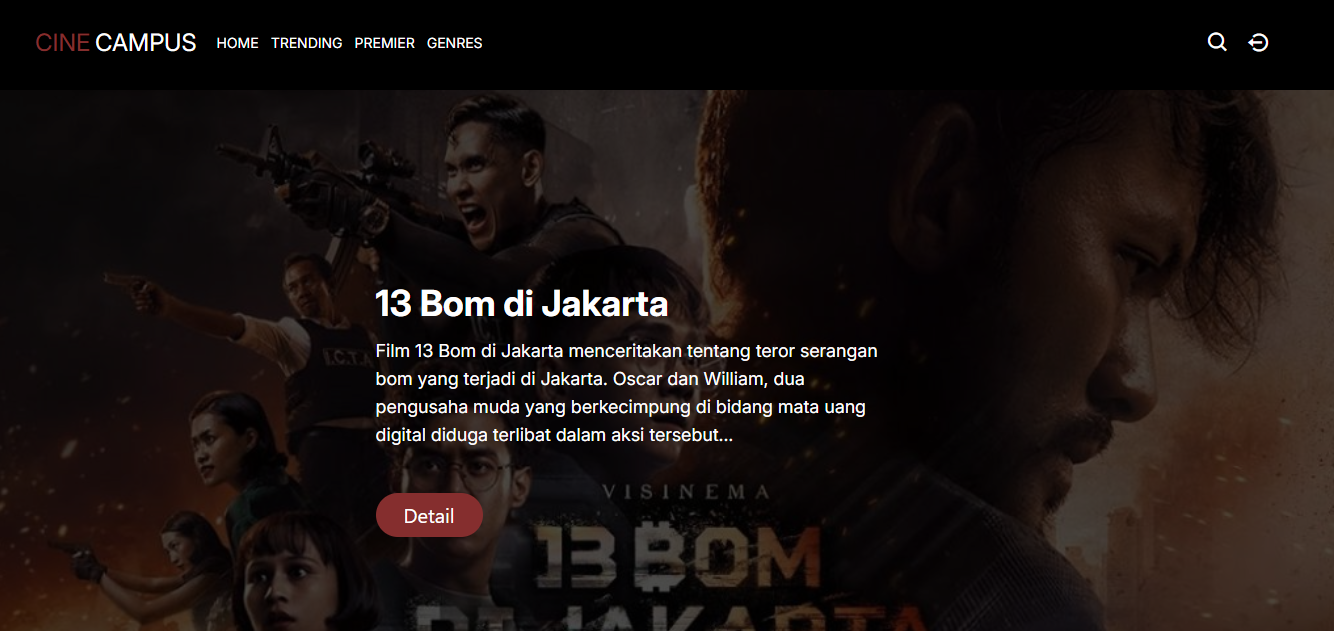 CINE CAMPUS HOME TRENDING PREMIER GENRES
13 Bom di Jakarta
Film 13 Bom di Jakarta menceritakan tentang teror serangan
bom yang terjadi di Jakarta. Oscar dan William, dua
pengusaha muda yang berkecimpung di bidang mata uang
digital diduga terlibat dalam aksi tersebut...
I.C.T.A
VISINEMA
Detail
13 BOM
DI JAKARTA